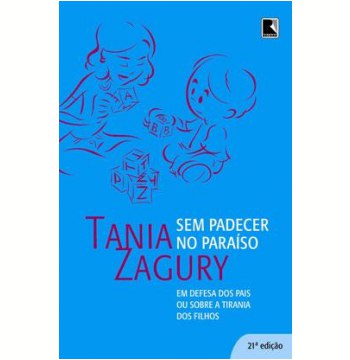 TANIA
ZAGURY
SEM PADECER
NO PARAÍSO
EM DEFESA DOS PAIS
OU SOBRE A TIRANIA
DOS FILHOS
21ª edição